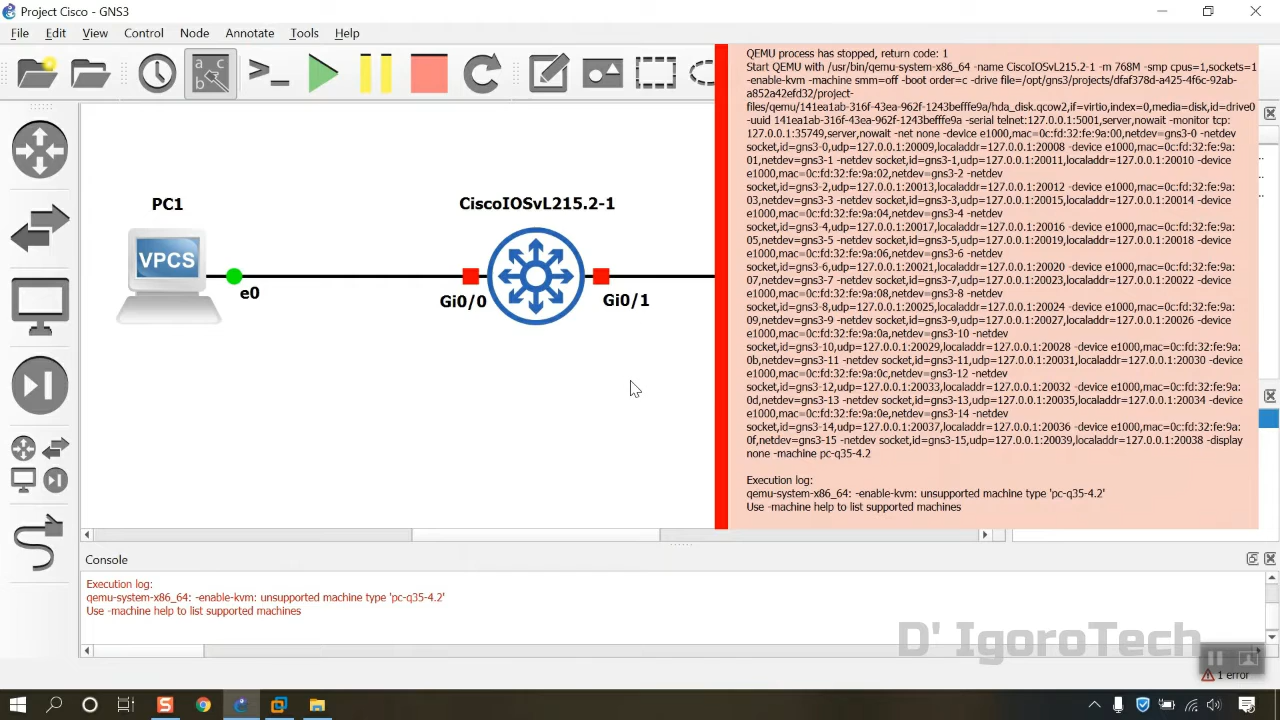 Project Cisco - GNS3
File Edit View Control Node Annotate Tools Help
QEMU process has stopped, return code: 1
Start QEMU with /usr/bin/qemu-system-x86_64 -name CiscoIOSvL215.2-1 -m 768M -smp cpus=1,sockets=1
-enable-kvm -machine smm=off -boot order=c -drive file=/opt/gns3/projects/dfaf378d-a425-4f6c-92ab-
a852a42efd32/project-
files/qemu/141ea1ab-316f-43ea-962f-1243befffe9a/hda_disk.qcow2,if=virtio,index=0,media=disk,id=drive0
-uuid 141ea1ab-316f-43ea-962f-1243befffe9a -serial telnet:127.0.0.1:5001,server,nowait -monitor tcp:
127.0.0.1:35749,server,nowait -net none -device e1000,mac=0c:fd:32:fe:9a:00,netdev=gns3-0 -netdev
socket,id=gns3-0,udp=127.0.0.1:20009,localaddr=127.0.0.1:20008 -device e1000,mac=0c:fd:32:fe:9a:
01,netdev=gns3-1 -netdev socket,id=gns3-1,udp=127.0.0.1:20011,localaddr=127.0.0.1:20010 -device
e1000,mac=0c:fd:32:fe:9a:02,netdev=gns3-2 -netdev
socket,id=gns3-2,udp=127.0.0.1:20013,localaddr=127.0.0.1:20012 -device e1000,mac=0c:fd:32:fe:9a:
03,netdev=gns3-3 -netdev socket,id=gns3-3,udp=127.0.0.1:20015,localaddr=127.0.0.1:20014 -device
e1000,mac=0c:fd:32:fe:9a:04,netdev=gns3-4 -netdev
socket,id=gns3-4,udp=127.0.0.1:20017,localaddr=127.0.0.1:20016 -device e1000,mac=0c:fd:32:fe:9a:
05,netdev=gns3-5 -netdev socket,id=gns3-5,udp=127.0.0.1:20019,localaddr=127.0.0.1:20018 -device
e1000,mac=0c:fd:32:fe:9a:06,netdev=gns3-6 -netdev
socket,id=gns3-6,udp=127.0.0.1:20021,localaddr=127.0.0.1:20020 -device e1000,mac=0c:fd:32:fe:9a:
07,netdev=gns3-7 -netdev socket,id=gns3-7,udp=127.0.0.1:20023,localaddr=127.0.0.1:20022 -device
e1000,mac=0c:fd:32:fe:9a:08,netdev=gns3-8 -netdev
socket,id=gns3-8,udp=127.0.0.1:20025,localaddr=127.0.0.1:20024 -device e1000,mac=0c:fd:32:fe:9a:
09,netdev=gns3-9 -netdev socket,id=gns3-9,udp=127.0.0.1:20027,localaddr=127.0.0.1:20026 -device
e1000,mac=0c:fd:32:fe:9a:0a,netdev=gns3-10 -netdev
socket,id=gns3-10,udp=127.0.0.1:20029,localaddr=127.0.0.1:20028 -device e1000,mac=0c:fd:32:fe:9a:
0b,netdev=gns3-11 -netdev socket,id=gns3-11,udp=127.0.0.1:20031,localaddr=127.0.0.1:20030 -device
e1000,mac=0c:fd:32:fe:9a:0c,netdev=gns3-12 -netdev
socket,id=gns3-12,udp=127.0.0.1:20033,localaddr=127.0.0.1:20032 -device e1000,mac=0c:fd:32:fe:9a:
0d,netdev=gns3-13 -netdev socket,id=gns3-13,udp=127.0.0.1:20035,localaddr=127.0.0.1:20034 -device
e1000,mac=0c:fd:32:fe:9a:0e,netdev=gns3-14 -netdev
socket,id=gns3-14,udp=127.0.0.1:20037,localaddr=127.0.0.1:20036 -device e1000,mac=0c:fd:32:fe:9a:
0f,netdev=gns3-15 -netdev socket,id=gns3-15,udp=127.0.0.1:20039,localaddr=127.0.0.1:20038 -display
none -machine pc-q35-4.2
Execution log:
qemu-system-x86_64: -enable-kvm: unsupported machine type 'pc-q35-4.2'
Use -machine help to list supported machines
a b
c
PC1
CiscoIOSvL215.2-1
VPCS
e0
Gi0/0
Gi0/1
Console
Execution log:
qemu-system-x86_64: -enable-kvm: unsupported machine type 'pc-q35-4.2'
Use -machine help to list supported machines
D' IgoroTech
1 error